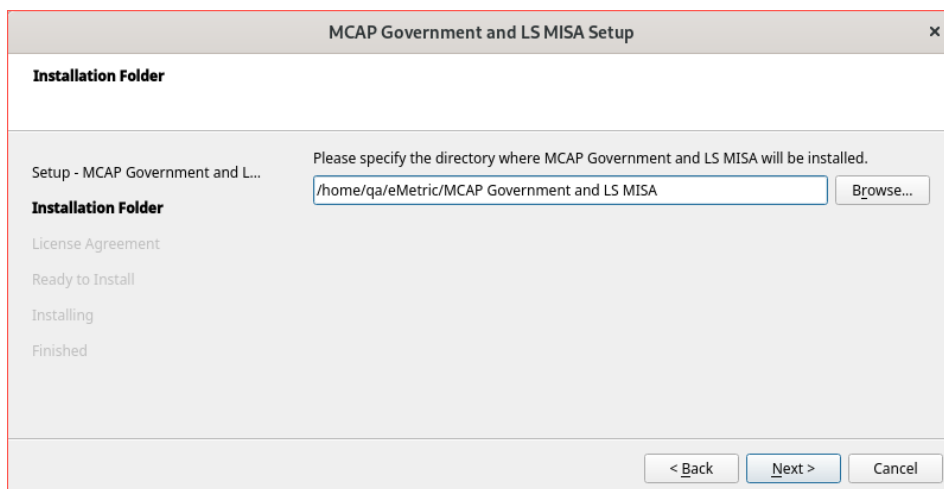 MCAP Government and LS MISA Setup
×
Installation Folder
Setup - MCAP Government and L...
Installation Folder
License Agreement
Ready to Install
Installing
Finished
Please specify the directory where MCAP Government and LS MISA will be installed.
/home/qa/eMetric/MCAP Government and LS MISA
Browse...
< Back
Next >
Cancel